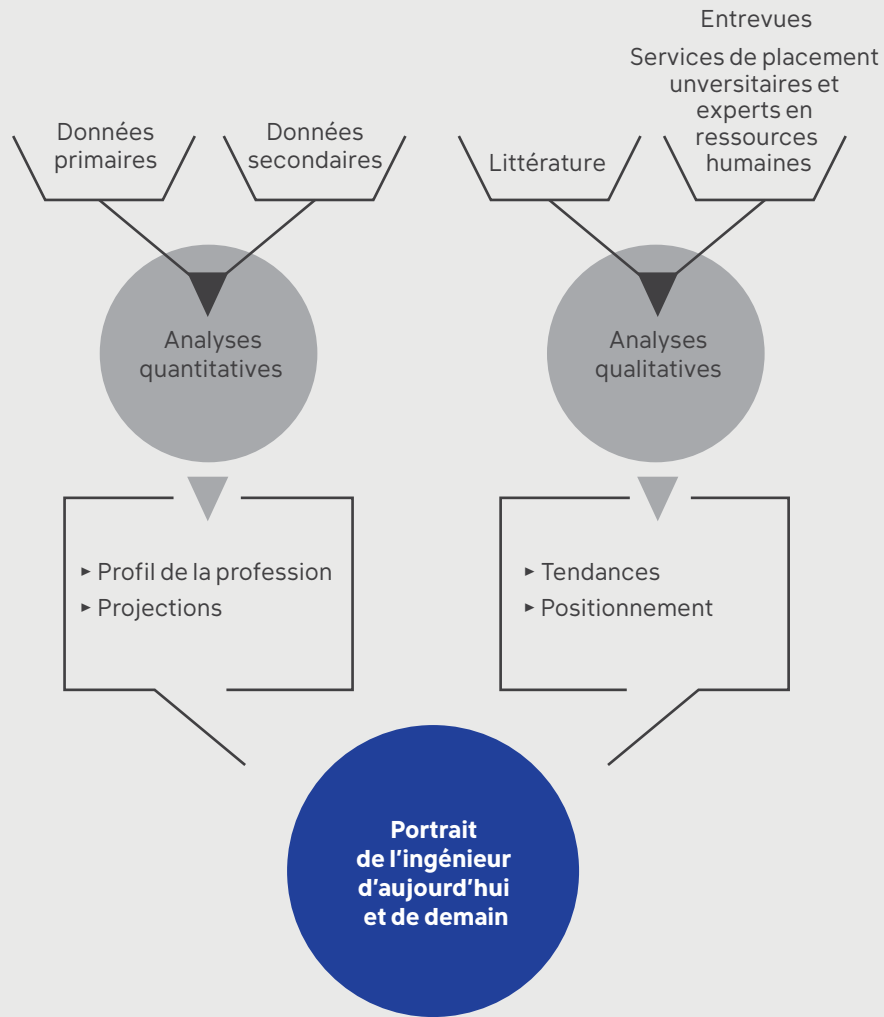 Données
primaires
Données
secondaires
Littérature
Entrevues
Services de placement
unversitaires et
experts en
ressources
humaines
Analyses
quantitatives
Analyses
qualitatives
▸ Profil de la profession
▸ Projections
▸ Tendances
▸ Positionnement
Portrait
de l'ingénieur
d'aujourd'hui
et de demain